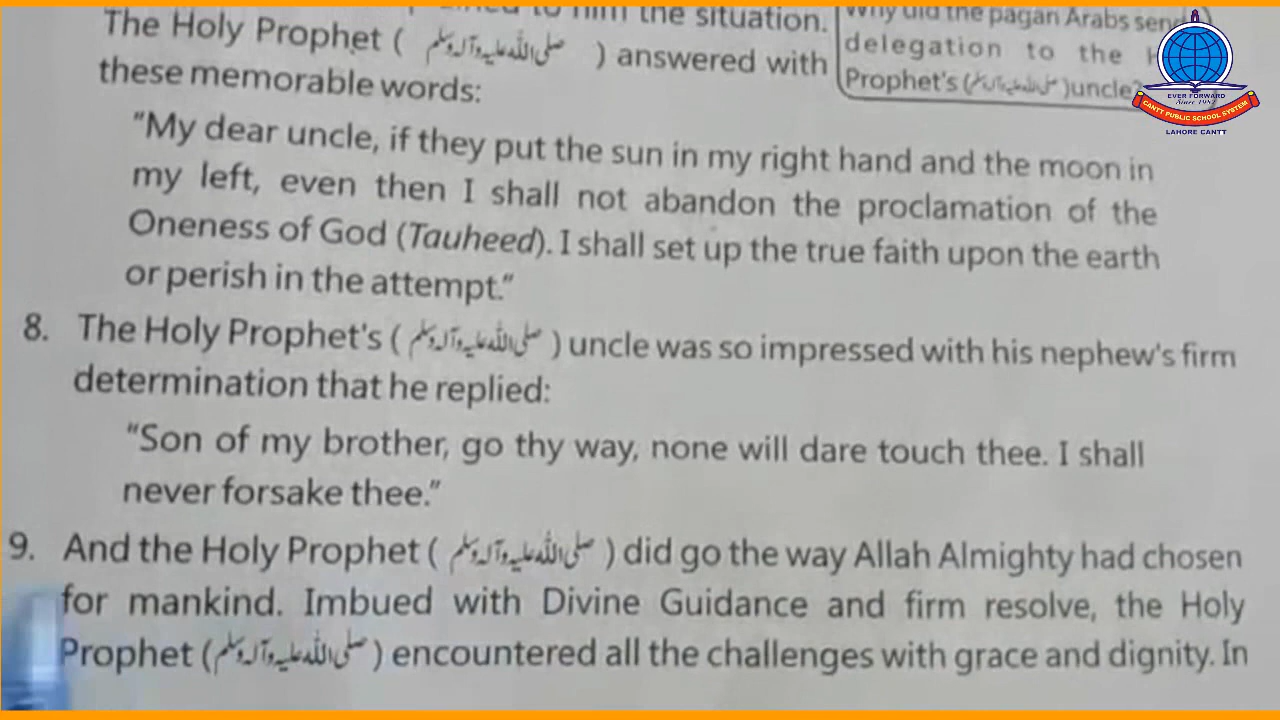 to him the situation.
The Holy Prophet ( صلی اللہ علیہ وآلہ وسلم ) answered with
these memorable words:
Why did the pagan Arabs send
delegation to the
Prophet's (صلی اللہ علیہ وآلہ وسلم) uncle?
EVER FORWARD
Since 1982
CANTT PUBLIC SCHOOL SYSTEM
LAHORE CANTT
"My dear uncle, if they put the sun in my right hand and the moon in
my left, even then I shall not abandon the proclamation of the
Oneness of God (Tauheed). I shall set up the true faith upon the earth
or perish in the attempt."
8. The Holy Prophet's ( صلی اللہ علیہ وآلہ وسلم ) uncle was so impressed with his nephew's firm
determination that he replied:
"Son of my brother, go thy way, none will dare touch thee. I shall
never forsake thee."
9. And the Holy Prophet ( صلی اللہ علیہ وآلہ وسلم ) did go the way Allah Almighty had chosen
for mankind. Imbued with Divine Guidance and firm resolve, the Holy
Prophet (صلی اللہ علیہ وآلہ وسلم ) encountered all the challenges with grace and dignity. In